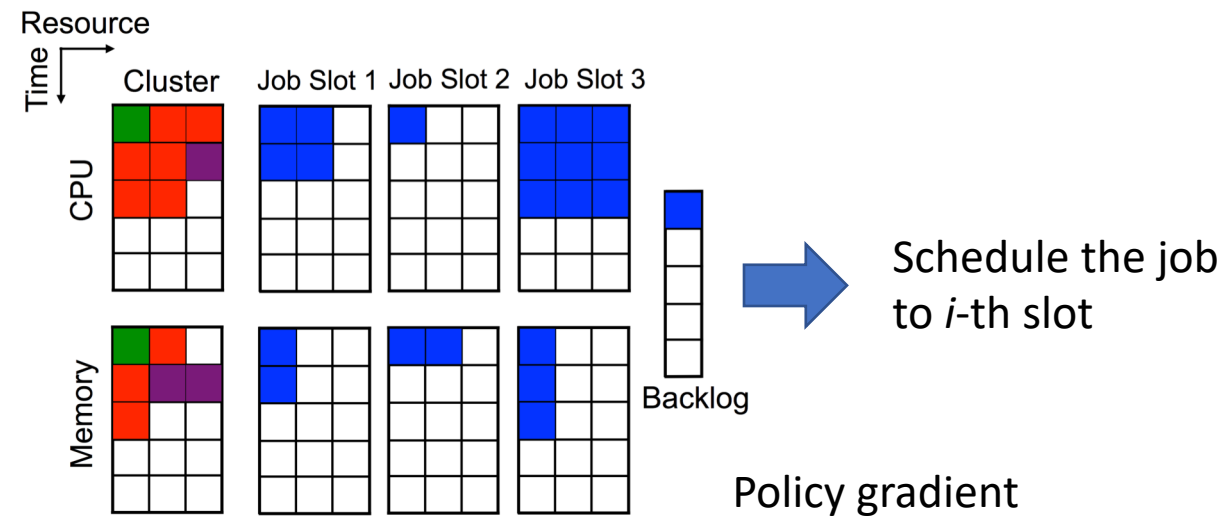 Resource
Time
Cluster
Job Slot 1
Job Slot 2
Job Slot 3
CPU
Memory
Backlog
Schedule the job
to i-th slot
Policy gradient